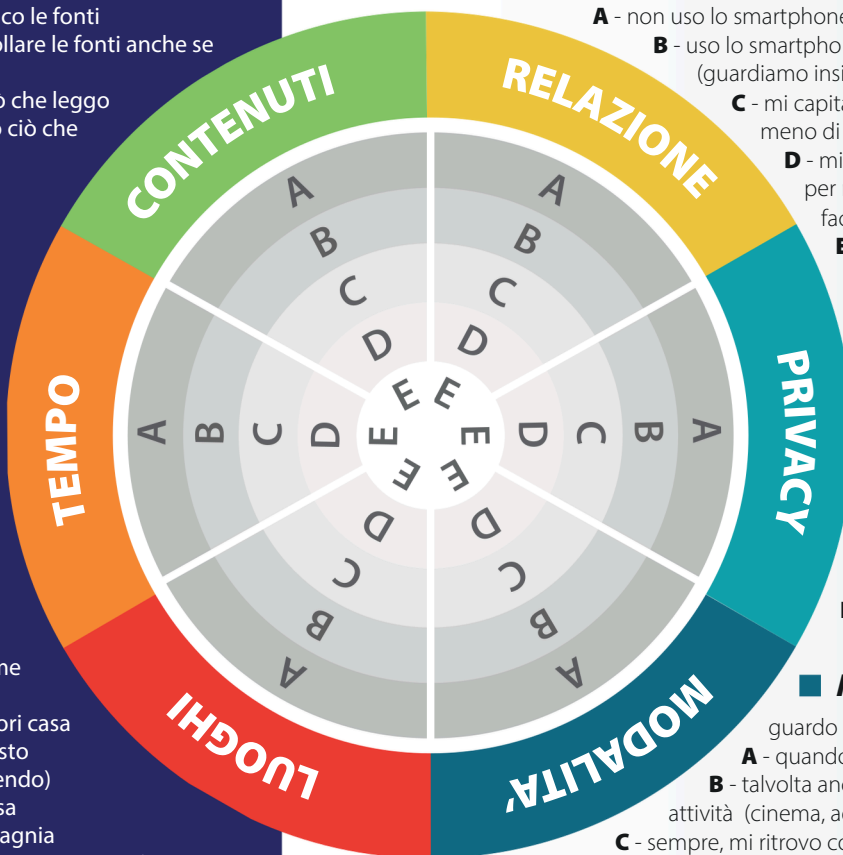 co le fonti
ollare le fonti anche se
ò che leggo
o ciò che
A - non uso lo smartphone
B - uso lo smartpho
(guardiamo insi
C - mi capita
meno di
D - mi
per
fac
CONTENUTI
RELAZIONE
PRIVACY
MODALITA'
LUOGHI
TEMPO
A
B
C
D
E
A
B
C
D
E
A
B
C
D
E
A
B
C
D
E
A
B
C
D
E
A
B
C
D
E
me
ori casa
sto
endo)
sa
agnia
guardo
A - quando
B - talvolta an
attività (cinema, a
C - sempre, mi ritrovo co